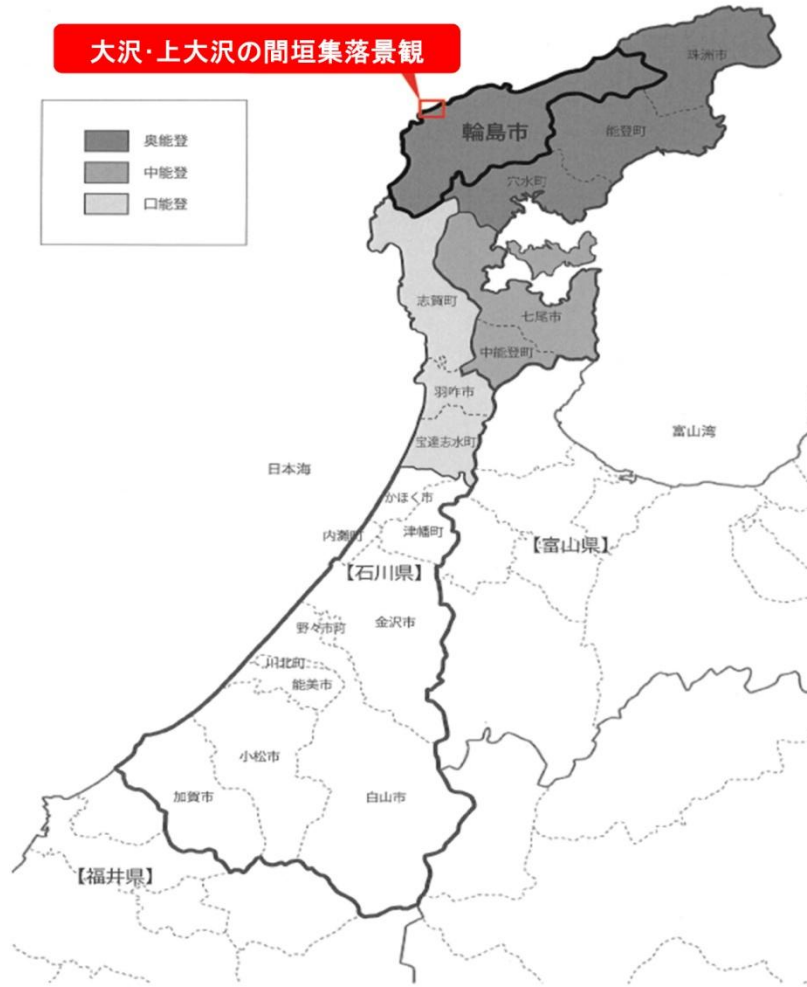 大沢・上大沢の間垣集落景観
奥能登
中能登
口能登
珠洲市
輪島市
能登町
穴水町
志賀町
七尾市
中能登町
羽咋市
宝達志水町
富山湾
日本海
かほく市
内灘町
津幡町
【富山県】
【石川県】
野々市町
金沢市
川北町
能美市
小松市
加賀市
白山市
【福井県】